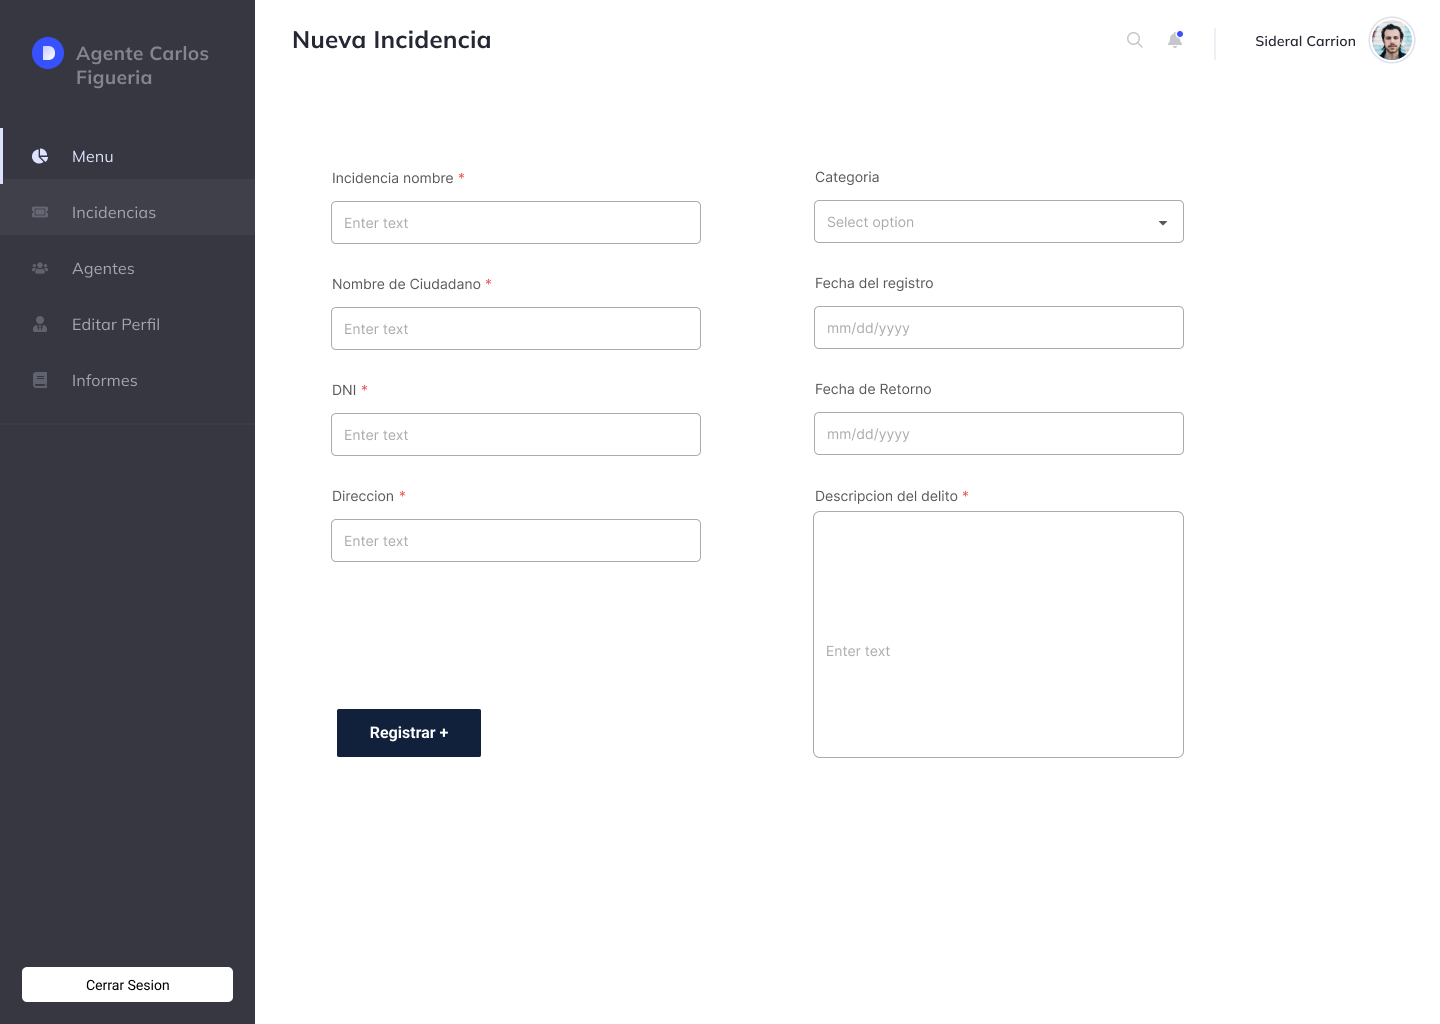 Agente Carlos
Figueria
Menu
Incidencias
Agentes
Editar Perfil
Informes
Cerrar Sesion
Nueva Incidencia
Sideral Carrion
Incidencia nombre *
Enter text
Nombre de Ciudadano *
Enter text
DNI *
Enter text
Direccion *
Enter text
Registrar +
Categoria
Select option
Fecha del registro
mm/dd/yyyy
Fecha de Retorno
mm/dd/yyyy
Descripcion del delito *
Enter text